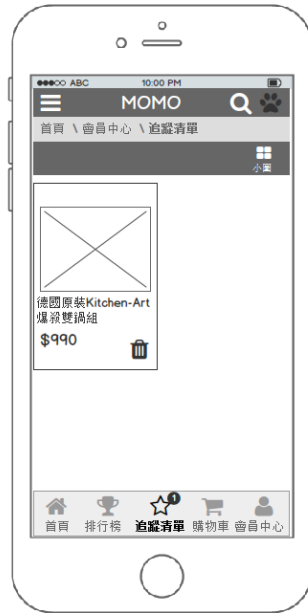 ABC 10:00 PM
MOMO
首頁 \ 會員中心 \ 追蹤清單
小圖
德國原裝Kitchen-Art
爆殺雙鍋組
$990
1
首頁 排行榜 追蹤清單 購物車 會員中心